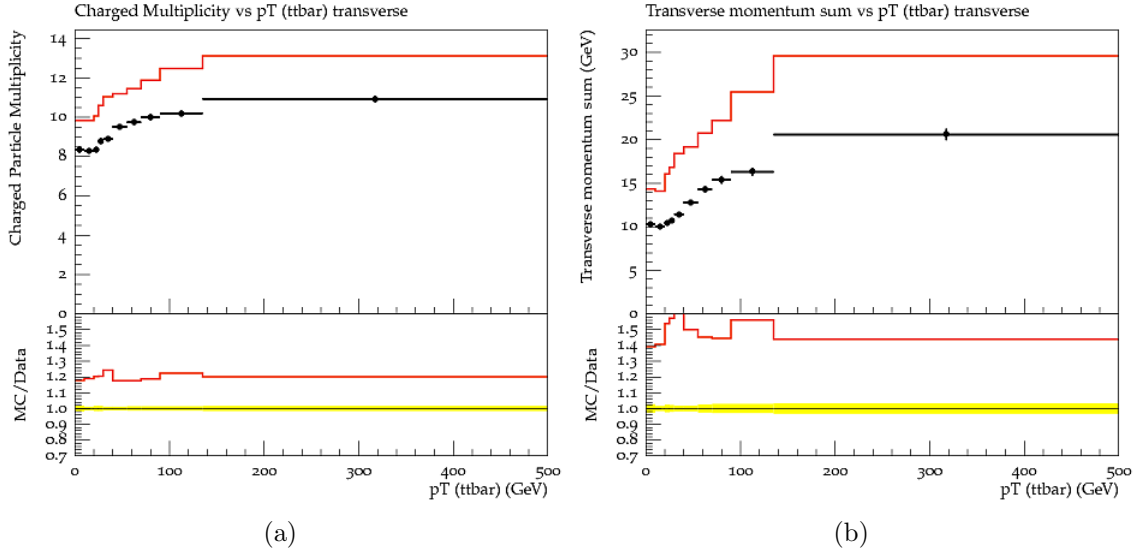 Charged Multiplicity vs pT (ttbar) transverse
Charged Particle Multiplicity
14
12
10
8
6
4
2
0
MC/Data
1.5
1.4
1.3
1.2
1.1
1.0
0.9
0.8
0.7
0 100 200 300 400 500
pT (ttbar) (GeV)
(a)
Transverse momentum sum vs pT (ttbar) transverse
Transverse momentum sum (GeV)
30
25
20
15
10
5
0
MC/Data
1.5
1.4
1.3
1.2
1.1
1.0
0.9
0.8
0.7
0 100 200 300 400 500
pT (ttbar) (GeV)
(b)